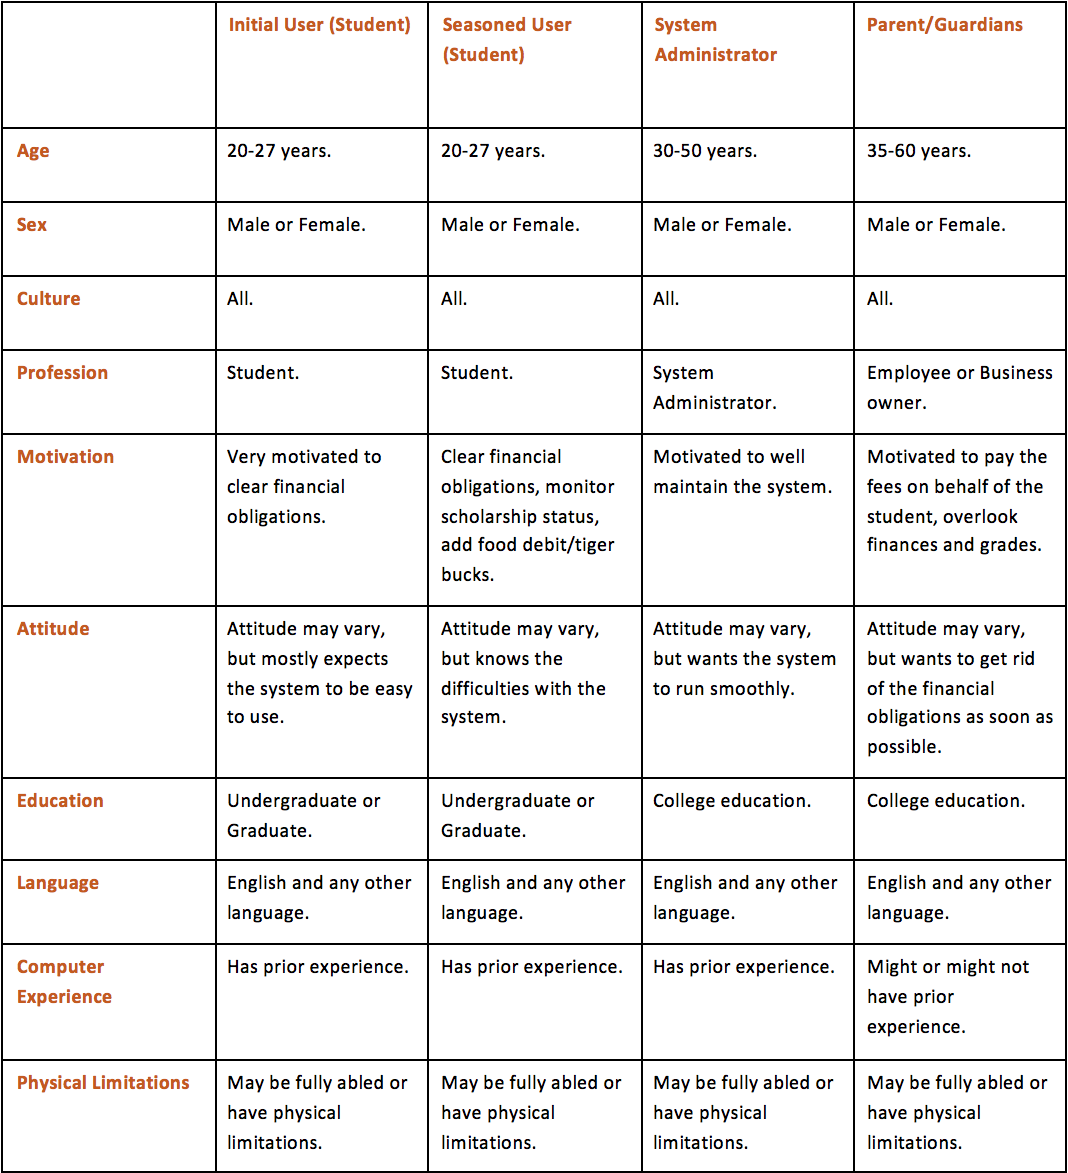 Initial User (Student)
Seasoned User
(Student)
System
Administrator
Parent/Guardians
Age
20-27 years.
20-27 years.
30-50 years.
35-60 years.
Sex
Male or Female.
Male or Female.
Male or Female.
Male or Female.
Culture
All.
All.
All.
All.
Profession
Student.
Student.
System
Administrator.
Employee or Business
owner.
Motivation
Very motivated to
clear financial
obligations.
Clear financial
obligations, monitor
scholarship status,
add food debit/tiger
bucks.
Motivated to well
maintain the system.
Motivated to pay the
fees on behalf of the
student, overlook
finances and grades.
Attitude
Attitude may vary,
but mostly expects
the system to be easy
to use.
Attitude may vary,
but knows the
difficulties with the
system.
Attitude may vary,
but wants the system
to run smoothly.
Attitude may vary,
but wants to get rid
of the financial
obligations as soon as
possible.
Education
Undergraduate or
Graduate.
Undergraduate or
Graduate.
College education.
College education.
Language
English and any other
language.
English and any other
language.
English and any other
language.
English and any other
language.
Computer
Experience
Has prior experience.
Has prior experience.
Has prior experience.
Might or might not
have prior
experience.
Physical Limitations
May be fully abled or
have physical
limitations.
May be fully abled or
have physical
limitations.
May be fully abled or
have physical
limitations.
May be fully abled or
have physical
limitations.